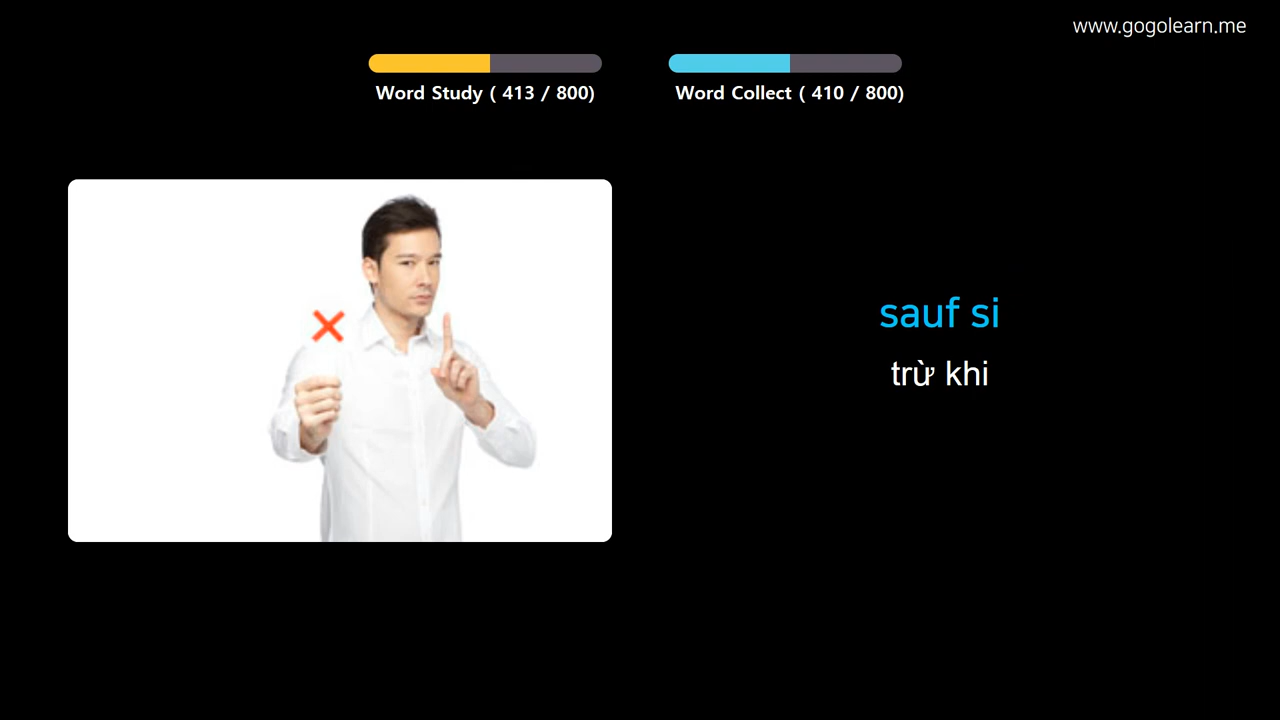 www.gogolearn.me
Word Study ( 413 / 800)
Word Collect ( 410 / 800)
sauf si
trừ khi